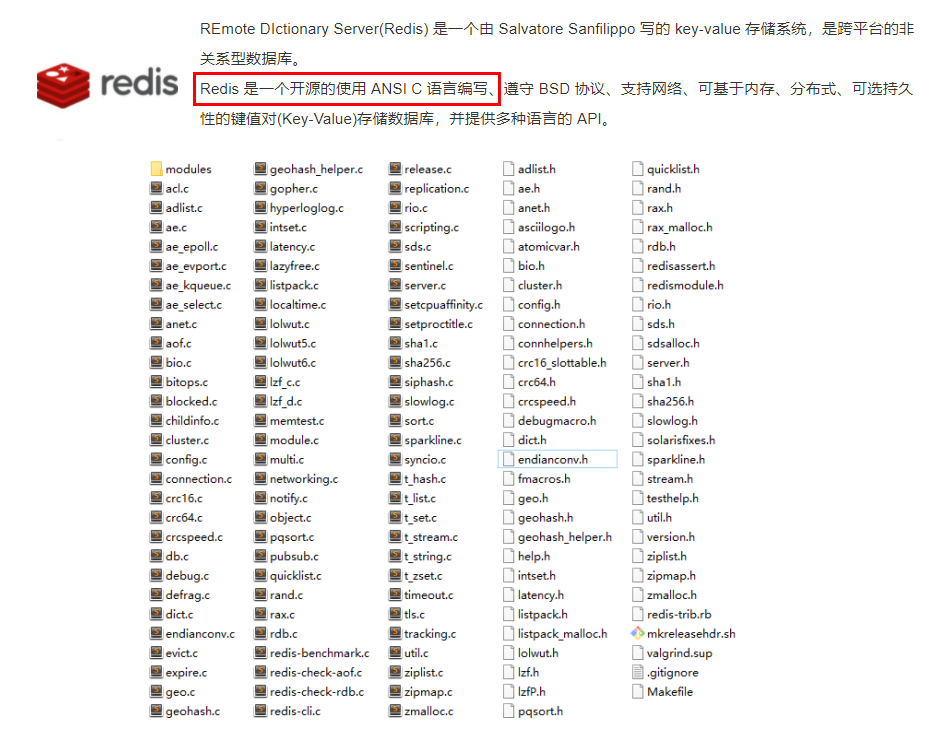 REmote DIctionary Server(Redis) 是一个由 Salvatore Sanfilippo 写的 key-value 存储系统，是跨平台的非
关系型数据库。
redis
Redis 是一个开源的使用 ANSI C 语言编写、遵守 BSD 协议、支持网络、可基于内存、分布式、可选持久
性的键值对(Key-Value)存储数据库，并提供多种语言的 API。
modules
acl.c
adlist.c
ae.c
ae_epoll.c
ae_evport.c
ae_kqueue.c
ae_select.c
anet.c
aof.c
bio.c
bitops.c
blocked.c
childinfo.c
cluster.c
config.c
connection.c
crc16.c
crc64.c
crcspeed.c
db.c
debug.c
defrag.c
dict.c
endianconv.c
evict.c
expire.c
geo.c
geohash.c
geohash_helper.c
gopher.c
hyperloglog.c
intset.c
latency.c
lazyfree.c
listpack.c
localtime.c
lolwut.c
lolwut5.c
lolwut6.c
lzf_c.c
lzf_d.c
memtest.c
module.c
multi.c
networking.c
notify.c
object.c
pqsort.c
pubsub.c
quicklist.c
rand.c
rax.c
rdb.c
redis-benchmark.c
redis-check-aof.c
redis-check-rdb.c
redis-cli.c
release.c
replication.c
rio.c
scripting.c
sds.c
sentinel.c
server.c
setcpuaffinity.c
setproctitle.c
sha1.c
sha256.c
siphash.c
slowlog.c
sort.c
sparkline.c
syncio.c
t_hash.c
t_list.c
t_set.c
t_stream.c
t_string.c
t_zset.c
timeout.c
tls.c
tracking.c
util.c
ziplist.c
zipmap.c
zmalloc.c
adlist.h
ae.h
anet.h
asciilogo.h
atomicvar.h
bio.h
cluster.h
config.h
connection.h
connhelpers.h
crc16_slottable.h
crc64.h
crcspeed.h
debugmacro.h
dict.h
endianconv.h
fmacros.h
geo.h
geohash.h
geohash_helper.h
help.h
intset.h
latency.h
listpack.h
listpack_malloc.h
lolwut.h
lzf.h
lzfP.h
pqsort.h
quicklist.h
rand.h
rax.h
rax_malloc.h
rdb.h
redisassert.h
redismodule.h
rio.h
sds.h
sdsalloc.h
server.h
sha1.h
sha256.h
slowlog.h
solarisfixes.h
sparkline.h
stream.h
testhelp.h
util.h
version.h
ziplist.h
zipmap.h
zmalloc.h
redis-trib.rb
mkreleasehdr.sh
valgrind.sup
.gitignore
Makefile